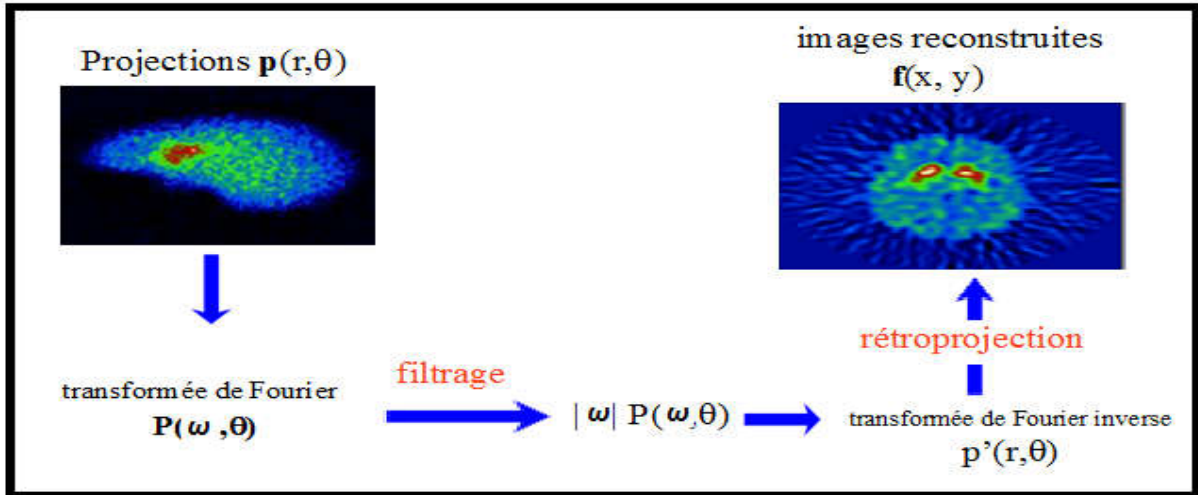 Projections p(r,θ)
images reconstruites
f(x, y)
rétroprojection
filtrage
transformée de Fourier
P(ω,θ)
|ω| P(ω,θ)
transformée de Fourier inverse
p’(r,θ)